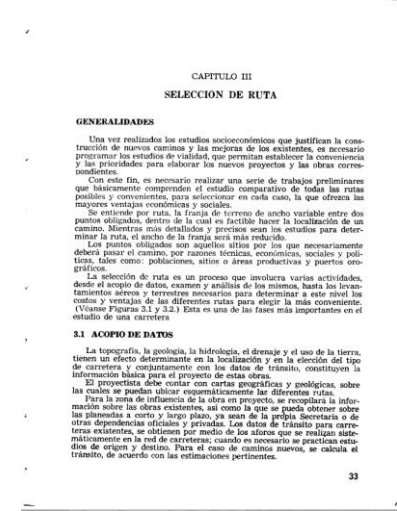 CAPITULO III
SELECCION DE RUTA
GENERALIDADES
Una vez realizados los estudios socioeconómicos que justifican la cons-
trucción de nuevos caminos y las mejoras de los existentes, es necesario
programar los estudios de vialidad, que permitan establecer la conveniencia
y las prioridades para elaborar los nuevos proyectos y las obras corres-
pondientes.
Con este fin, es necesario realizar una serie de trabajos preliminares
que básicamente comprenden el estudio comparativo de todas las rutas
posibles y convenientes, para seleccionar en cada caso, la que ofrezca las
mayores ventajas económicas y sociales.
Se entiende por ruta, la franja de terreno de ancho variable entre dos
puntos obligados, dentro de la cual es factible hacer la localización de un
camino. Mientras más detallados y precisos sean los estudios para deter-
minar la ruta, el ancho de la franja será más reducido.
Los puntos obligados son aquellos sitios por los que necesariamente
deberá pasar el camino, por razones técnicas, económicas, sociales y polí-
ticas, tales como: poblaciones, sitios o áreas productivas y puertos oro-
gráficos.
La selección de ruta es un proceso que involucra varias actividades,
desde el acopio de datos, examen y análisis de los mismos, hasta los levan-
tamientos aéreos y terrestres necesarios para determinar a este nivel los
costos y ventajas de las diferentes rutas para elegir la más conveniente.
(Véanse Figuras 3.1 y 3.2.) Esta es una de las fases más importantes en el
estudio de una carretera
3.1 ACOPIO DE DATOS
La topografía, la geología, la hidrología, el drenaje y el uso de la tierra,
tienen un efecto determinante en la localización y en la elección del tipo
de carretera y conjuntamente con los datos de tránsito, constituyen la
información básica para el proyecto de estas obras.
El proyectista debe contar con cartas geográficas y geológicas, sobre
las cuales se puedan ubicar esquemáticamente las diferentes rutas.
Para la zona de influencia de la obra en proyecto, se recopilará la infor-
mación sobre las obras existentes, así como la que se pueda obtener sobre
las planeadas a corto y largo plazo, ya sean de la propia Secretaría o de
otras dependencias oficiales y privadas. Los datos de tránsito para carre-
teras existentes, se obtienen por medio de los aforos que se realizan siste-
máticamente en la red de carreteras; cuando es necesario se practican estu-
dios de origen y destino. Para el caso de caminos nuevos, se calcula el
tránsito, de acuerdo con las estimaciones pertinentes.
33